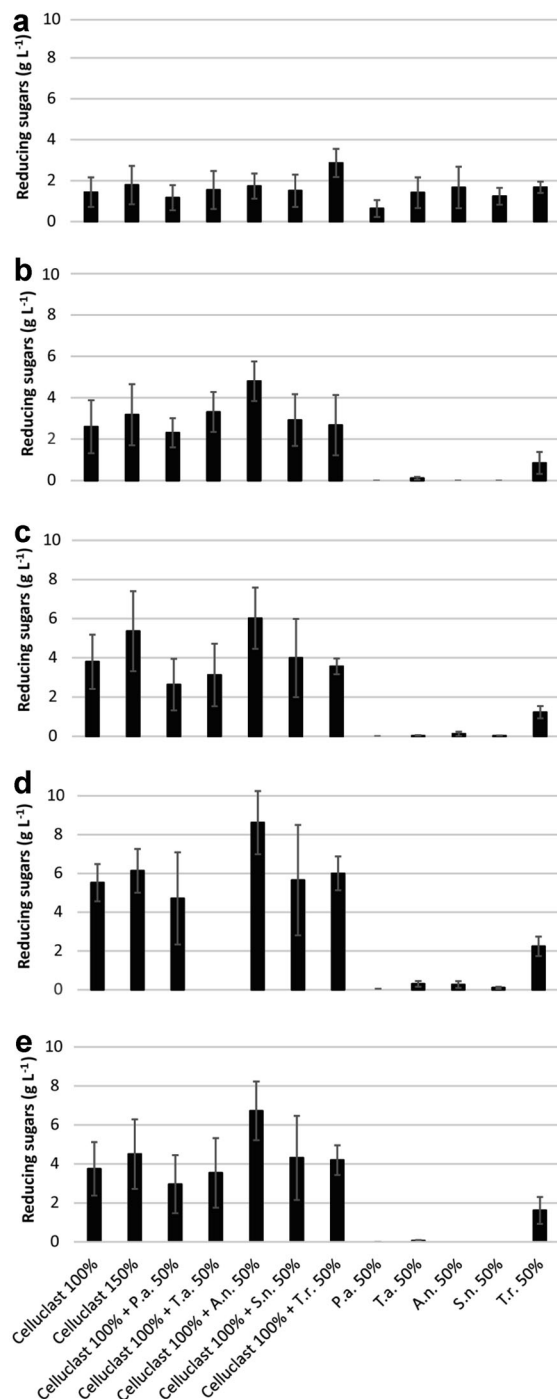 a
Reducing sugars (g L-1)
10
8
6
4
2
0
b
Reducing sugars (g L-1)
10
8
6
4
2
0
c
Reducing sugars (g L-1)
10
8
6
4
2
0
d
Reducing sugars (g L-1)
10
8
6
4
2
0
e
Reducing sugars (g L-1)
10
8
6
4
2
0
Celluclast 100%
Celluclast 150%
Celluclast 100% + P.a. 50%
Celluclast 100% + T.a. 50%
Celluclast 100% + A.n. 50%
Celluclast 100% + S.n. 50%
Celluclast 100% + T.r. 50%
P.a. 50%
T.a. 50%
A.n. 50%
S.n. 50%
T.r. 50%